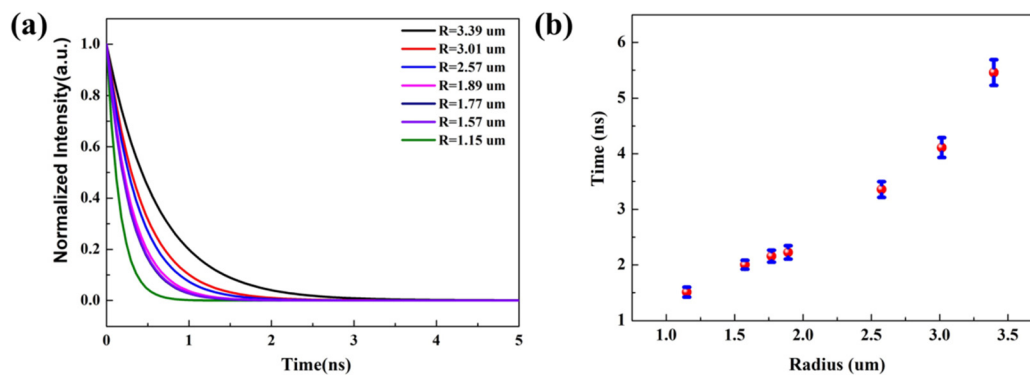 (a)
Normalized Intensity(a.u.)
1.0
0.8
0.6
0.4
0.2
0.0
R=3.39 um
R=3.01 um
R=2.57 um
R=1.89 um
R=1.77 um
R=1.57 um
R=1.15 um
0 1 2 3 4 5
Time(ns)
(b)
Time (ns)
6
5
4
3
2
1
1.0 1.5 2.0 2.5 3.0 3.5
Radius (um)